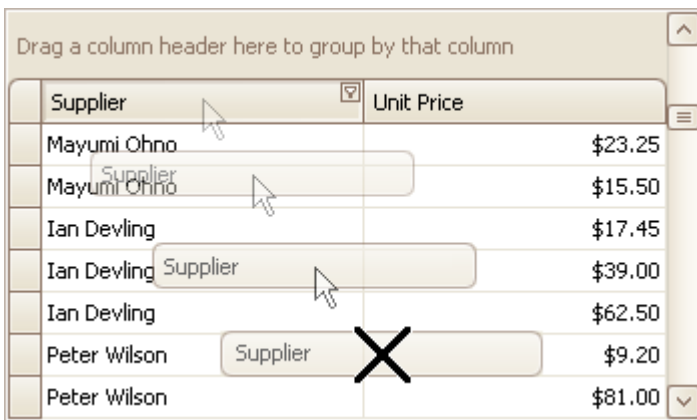 Drag a column header here to group by that column
Supplier Unit Price
Mayumi Ohno $23.25
Supplier
Mayumi Ohno $15.50
Ian Devling $17.45
Ian Devling Supplier $39.00
Ian Devling $62.50
Peter Wilson Supplier $9.20
Peter Wilson $81.00